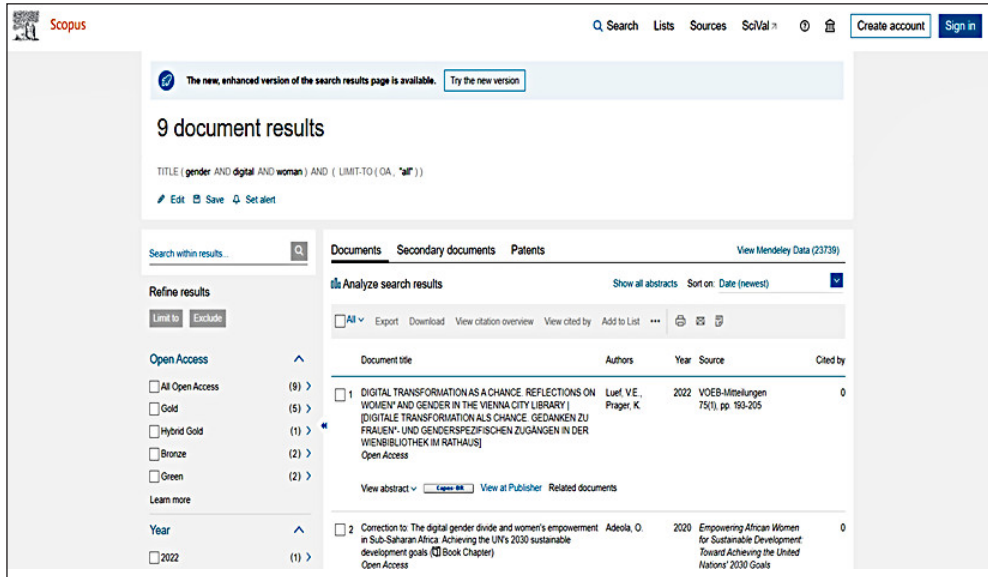 Scopus
Search Lists Sources SciVal Create account Sign in
The new, enhanced version of the search results page is available. Try the new version
9 document results
TITLE ( gender AND digital AND woman ) AND ( LIMIT-TO ( OA , "all" ) )
Edit Save Set alert
Search within results...
Refine results
Limit to Exclude
Open Access
All Open Access (9)
Gold (5)
Hybrid Gold (1)
Bronze (2)
Green (2)
Learn more
Year
2022 (1)
Documents Secondary documents Patents View Mendeley Data (23739)
Analyze search results Show all abstracts Sort on: Date (newest)
All Export Download View citation overview View cited by Add to List •••
Document title Authors Year Source Cited by
1 DIGITAL TRANSFORMATION AS A CHANCE. REFLECTIONS ON Luef, V.E., 2022 VOEB-Mitteilungen 0
WOMEN* AND GENDER IN THE VIENNA CITY LIBRARY | Prager, K. 75(1), pp. 193-205
[DIGITALE TRANSFORMATION ALS CHANCE. GEDANKEN ZU
FRAUEN*- UND GENDERSPEZIFISCHEN ZUGÄNGEN IN DER
WIENBIBLIOTHEK IM RATHAUS]
Open Access
View abstract View at Publisher Related documents
2 Correction to: The digital gender divide and women's empowerment Adeola, O. 2020 Empowering African Women 0
in Sub-Saharan Africa: Achieving the UN's 2030 sustainable for Sustainable Development:
development goals (Book Chapter) Toward Achieving the United
Open Access Nations' 2030 Goals